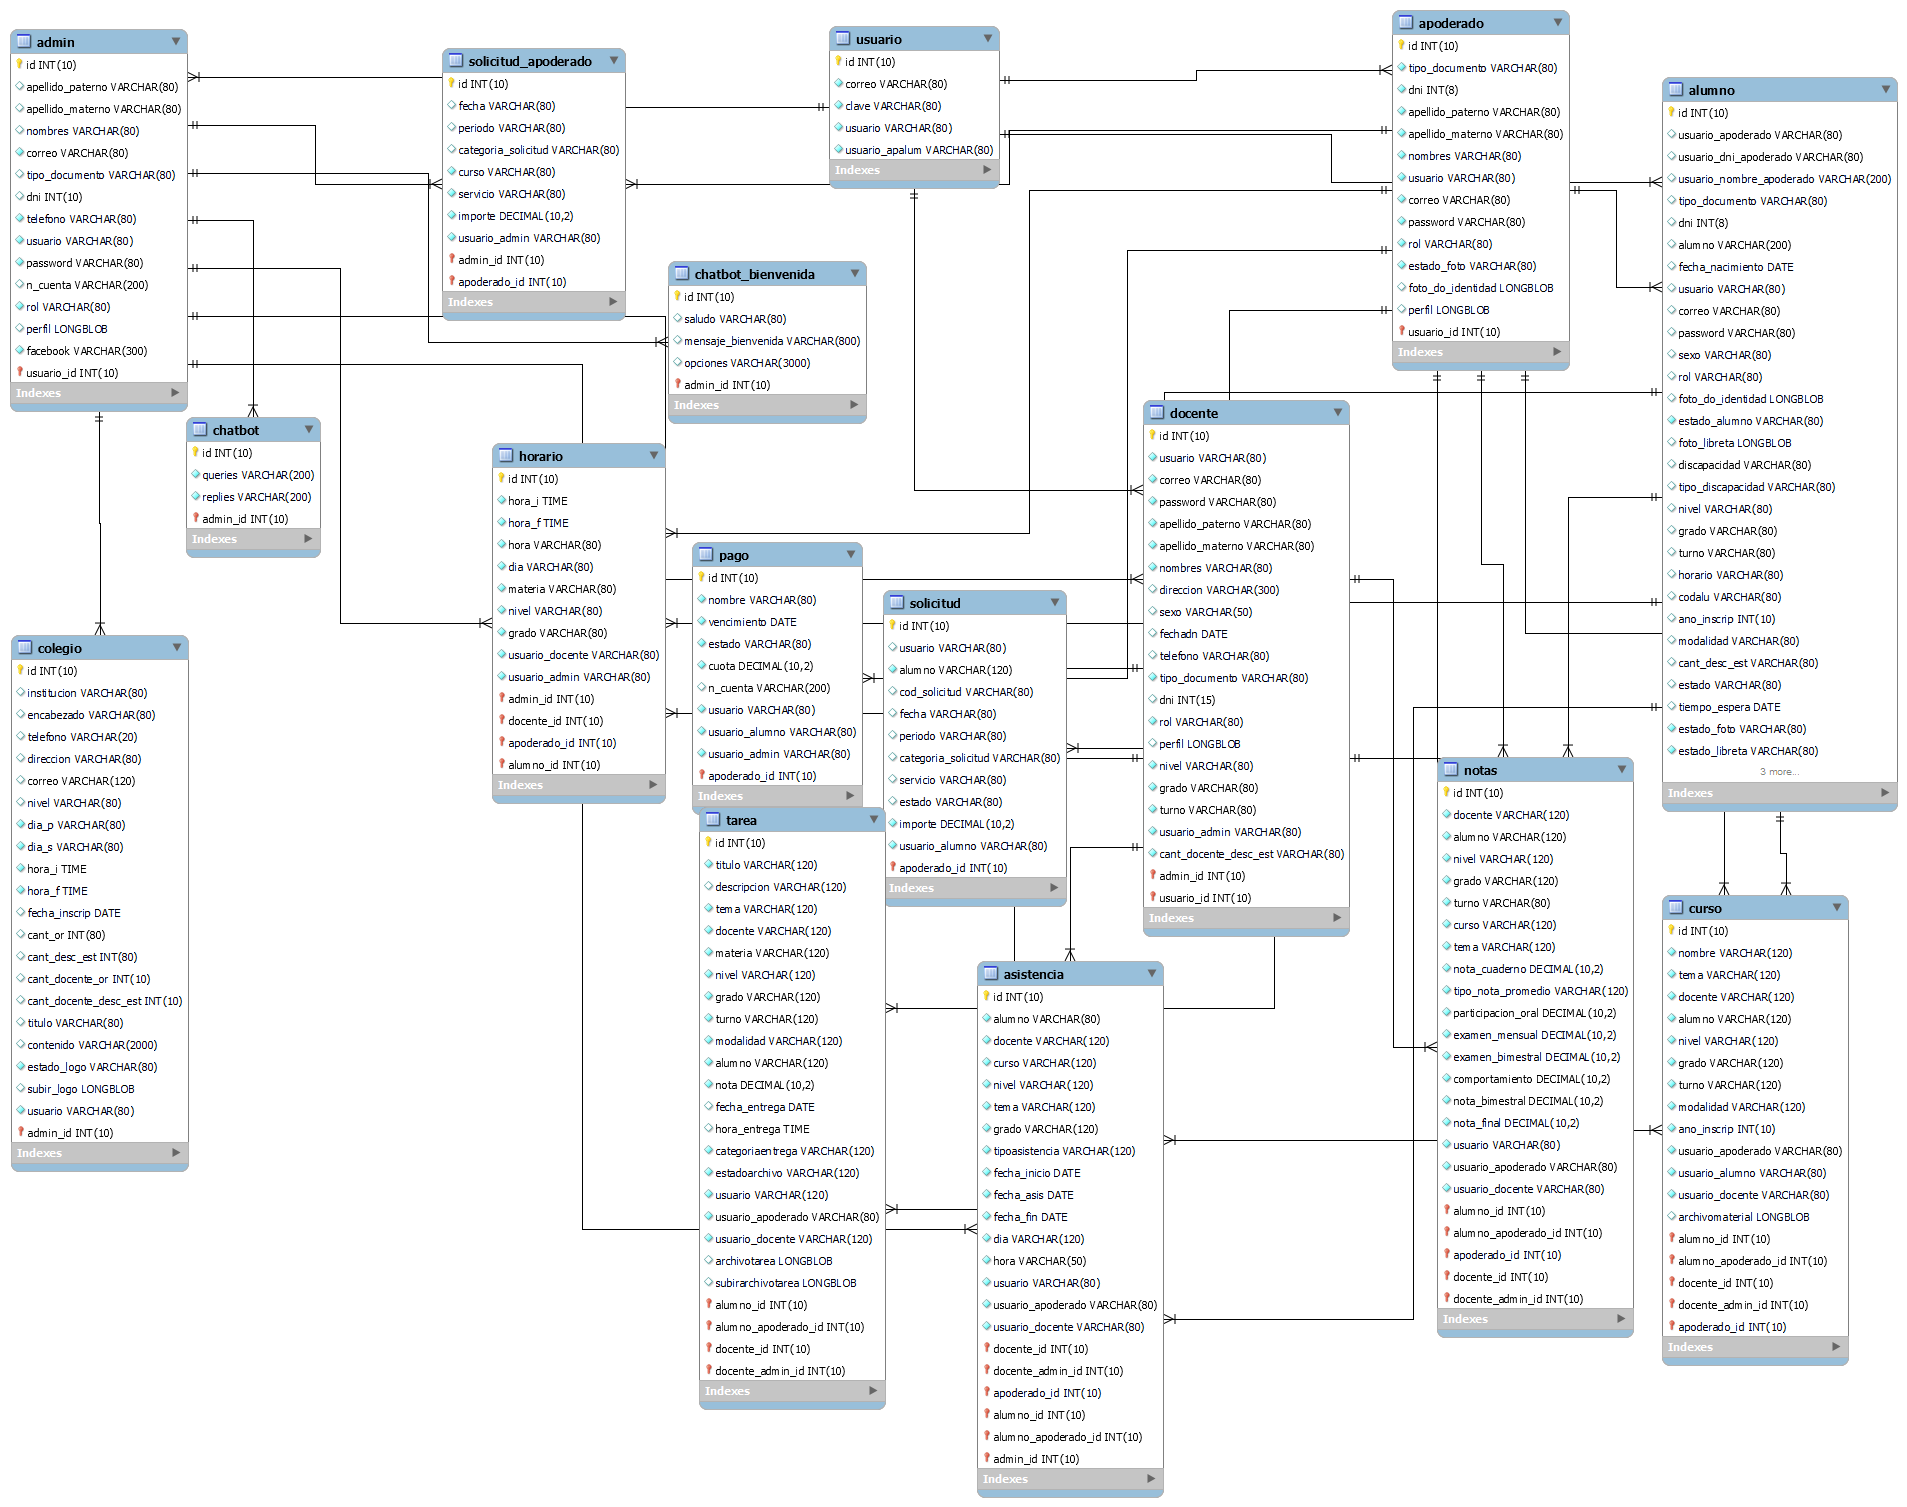 admin
id INT(10)
apellido_paterno VARCHAR(80)
apellido_materno VARCHAR(80)
nombres VARCHAR(80)
correo VARCHAR(80)
tipo_documento VARCHAR(80)
dni INT(10)
telefono VARCHAR(80)
usuario VARCHAR(80)
password VARCHAR(80)
n_cuenta VARCHAR(200)
rol VARCHAR(80)
perfil LONGBLOB
facebook VARCHAR(300)
usuario_id INT(10)
Indexes
solicitud_apoderado
id INT(10)
fecha VARCHAR(80)
periodo VARCHAR(80)
categoria_solicitud VARCHAR(80)
curso VARCHAR(80)
servicio VARCHAR(80)
importe DECIMAL(10,2)
usuario_admin VARCHAR(80)
admin_id INT(10)
apoderado_id INT(10)
Indexes
usuario
id INT(10)
correo VARCHAR(80)
clave VARCHAR(80)
usuario VARCHAR(80)
usuario_apalum VARCHAR(80)
Indexes
apoderado
id INT(10)
tipo_documento VARCHAR(80)
dni INT(8)
apellido_paterno VARCHAR(80)
apellido_materno VARCHAR(80)
nombres VARCHAR(80)
usuario VARCHAR(80)
correo VARCHAR(80)
password VARCHAR(80)
rol VARCHAR(80)
estado_foto VARCHAR(80)
foto_do_identidad LONGBLOB
perfil LONGBLOB
usuario_id INT(10)
Indexes
alumno
id INT(10)
usuario_apoderado VARCHAR(80)
usuario_dni_apoderado VARCHAR(80)
usuario_nombre_apoderado VARCHAR(200)
tipo_documento VARCHAR(80)
dni INT(8)
alumno VARCHAR(200)
fecha_nacimiento DATE
usuario VARCHAR(80)
correo VARCHAR(80)
password VARCHAR(80)
sexo VARCHAR(80)
rol VARCHAR(80)
foto_do_identidad LONGBLOB
estado_alumno VARCHAR(80)
foto_libreta LONGBLOB
discapacidad VARCHAR(80)
tipo_discapacidad VARCHAR(80)
nivel VARCHAR(80)
grado VARCHAR(80)
turno VARCHAR(80)
horario VARCHAR(80)
codalu VARCHAR(80)
ano_inscrip INT(10)
modalidad VARCHAR(80)
cant_desc_est VARCHAR(80)
estado VARCHAR(80)
tiempo_espera DATE
estado_foto VARCHAR(80)
estado_libreta VARCHAR(80)
3 more...
Indexes
chatbot_bienvenida
id INT(10)
saludo VARCHAR(80)
mensaje_bienvenida VARCHAR(800)
opciones VARCHAR(3000)
admin_id INT(10)
Indexes
chatbot
id INT(10)
queries VARCHAR(200)
replies VARCHAR(200)
admin_id INT(10)
Indexes
horario
id INT(10)
hora_i TIME
hora_f TIME
hora VARCHAR(80)
dia VARCHAR(80)
materia VARCHAR(80)
nivel VARCHAR(80)
grado VARCHAR(80)
usuario_docente VARCHAR(80)
usuario_admin VARCHAR(80)
admin_id INT(10)
docente_id INT(10)
apoderado_id INT(10)
alumno_id INT(10)
Indexes
docente
id INT(10)
usuario VARCHAR(80)
correo VARCHAR(80)
password VARCHAR(80)
apellido_paterno VARCHAR(80)
apellido_materno VARCHAR(80)
nombres VARCHAR(80)
direccion VARCHAR(300)
sexo VARCHAR(50)
fechadn DATE
telefono VARCHAR(80)
tipo_documento VARCHAR(80)
dni INT(15)
rol VARCHAR(80)
perfil LONGBLOB
nivel VARCHAR(80)
grado VARCHAR(80)
turno VARCHAR(80)
usuario_admin VARCHAR(80)
cant_docente_desc_est VARCHAR(80)
admin_id INT(10)
usuario_id INT(10)
Indexes
pago
id INT(10)
nombre VARCHAR(80)
vencimiento DATE
estado VARCHAR(80)
cuota DECIMAL(10,2)
n_cuenta VARCHAR(200)
usuario VARCHAR(80)
usuario_alumno VARCHAR(80)
usuario_admin VARCHAR(80)
apoderado_id INT(10)
Indexes
solicitud
id INT(10)
usuario VARCHAR(80)
alumno VARCHAR(120)
cod_solicitud VARCHAR(80)
fecha VARCHAR(80)
periodo VARCHAR(80)
categoria_solicitud VARCHAR(80)
servicio VARCHAR(80)
estado VARCHAR(80)
importe DECIMAL(10,2)
usuario_alumno VARCHAR(80)
apoderado_id INT(10)
Indexes
colegio
id INT(10)
institucion VARCHAR(80)
encabezado VARCHAR(80)
telefono VARCHAR(20)
direccion VARCHAR(80)
correo VARCHAR(120)
nivel VARCHAR(80)
dia_p VARCHAR(80)
dia_s VARCHAR(80)
hora_i TIME
hora_f TIME
fecha_inscrip DATE
cant_or INT(80)
cant_desc_est INT(80)
cant_docente_or INT(10)
cant_docente_desc_est INT(10)
titulo VARCHAR(80)
contenido VARCHAR(2000)
estado_logo VARCHAR(80)
subir_logo LONGBLOB
usuario VARCHAR(80)
admin_id INT(10)
Indexes
tarea
id INT(10)
titulo VARCHAR(120)
descripcion VARCHAR(120)
tema VARCHAR(120)
docente VARCHAR(120)
materia VARCHAR(120)
nivel VARCHAR(120)
grado VARCHAR(120)
turno VARCHAR(120)
modalidad VARCHAR(120)
alumno VARCHAR(120)
nota DECIMAL(10,2)
fecha_entrega DATE
hora_entrega TIME
categoriaentrega VARCHAR(120)
estadoarchivo VARCHAR(120)
usuario VARCHAR(120)
usuario_apoderado VARCHAR(80)
usuario_docente VARCHAR(120)
archivotarea LONGBLOB
subirarchivotarea LONGBLOB
alumno_id INT(10)
alumno_apoderado_id INT(10)
docente_id INT(10)
docente_admin_id INT(10)
Indexes
asistencia
id INT(10)
alumno VARCHAR(80)
docente VARCHAR(120)
curso VARCHAR(120)
nivel VARCHAR(120)
tema VARCHAR(120)
grado VARCHAR(120)
tipoasistencia VARCHAR(120)
fecha_inicio DATE
fecha_asis DATE
fecha_fin DATE
dia VARCHAR(120)
hora VARCHAR(50)
usuario VARCHAR(80)
usuario_apoderado VARCHAR(80)
usuario_docente VARCHAR(80)
docente_id INT(10)
docente_admin_id INT(10)
apoderado_id INT(10)
alumno_id INT(10)
alumno_apoderado_id INT(10)
admin_id INT(10)
Indexes
notas
id INT(10)
docente VARCHAR(120)
alumno VARCHAR(120)
nivel VARCHAR(120)
grado VARCHAR(120)
turno VARCHAR(80)
curso VARCHAR(120)
tema VARCHAR(120)
nota_cuaderno DECIMAL(10,2)
tipo_nota_promedio VARCHAR(120)
participacion_oral DECIMAL(10,2)
examen_mensual DECIMAL(10,2)
examen_bimestral DECIMAL(10,2)
comportamiento DECIMAL(10,2)
nota_bimestral DECIMAL(10,2)
nota_final DECIMAL(10,2)
usuario VARCHAR(80)
usuario_apoderado VARCHAR(80)
usuario_docente VARCHAR(80)
alumno_id INT(10)
alumno_apoderado_id INT(10)
apoderado_id INT(10)
docente_id INT(10)
docente_admin_id INT(10)
Indexes
curso
id INT(10)
nombre VARCHAR(120)
tema VARCHAR(120)
docente VARCHAR(120)
alumno VARCHAR(120)
nivel VARCHAR(120)
grado VARCHAR(120)
turno VARCHAR(120)
modalidad VARCHAR(120)
ano_inscrip INT(10)
usuario_apoderado VARCHAR(80)
usuario_alumno VARCHAR(80)
usuario_docente VARCHAR(80)
archivomaterial LONGBLOB
alumno_id INT(10)
alumno_apoderado_id INT(10)
docente_id INT(10)
docente_admin_id INT(10)
apoderado_id INT(10)
Indexes